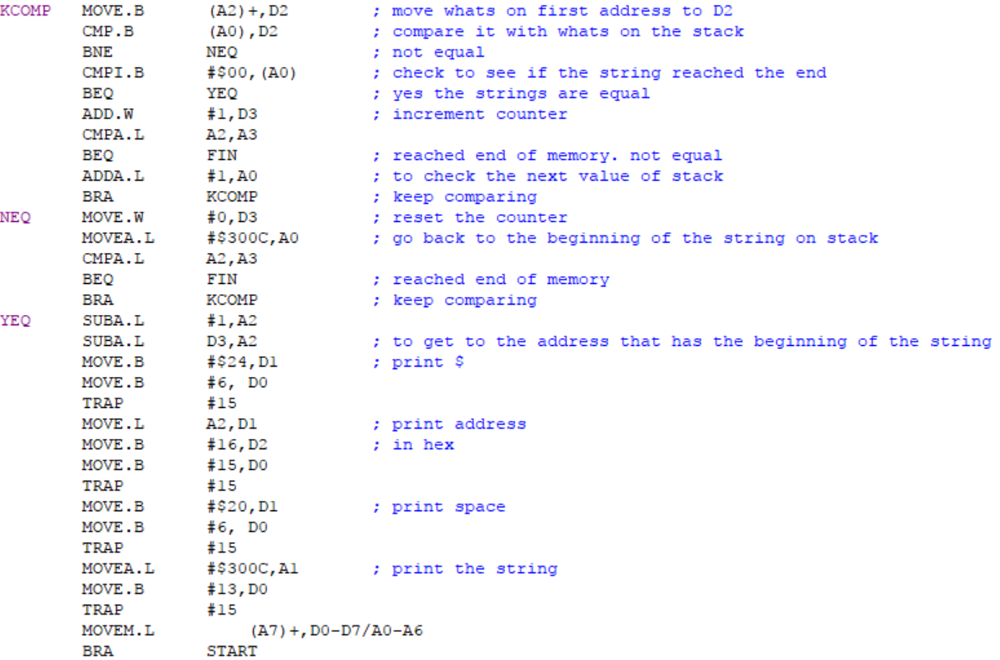 KCOMP MOVE.B (A2)+,D2 ; move whats on first address to D2
CMP.B (A0),D2 ; compare it with whats on the stack
BNE NEQ ; not equal
CMPI.B #$00,(A0) ; check to see if the string reached the end
BEQ YEQ ; yes the strings are equal
ADD.W #1,D3 ; increment counter
CMPA.L A2,A3
BEQ FIN ; reached end of memory. not equal
ADDA.L #1,A0 ; to check the next value of stack
BRA KCOMP ; keep comparing
NEQ MOVE.W #0,D3 ; reset the counter
MOVEA.L #$300C,A0 ; go back to the beginning of the string on stack
CMPA.L A2,A3
BEQ FIN ; reached end of memory
BRA KCOMP ; keep comparing
YEQ SUBA.L #1,A2
SUBA.L D3,A2 ; to get to the address that has the beginning of the string
MOVE.B #$24,D1 ; print $
MOVE.B #6, D0
TRAP #15
MOVE.L A2,D1 ; print address
MOVE.B #16,D2 ; in hex
MOVE.B #15,D0
TRAP #15
MOVE.B #$20,D1 ; print space
MOVE.B #6, D0
TRAP #15
MOVEA.L #$300C,A1 ; print the string
MOVE.B #13,D0
TRAP #15
MOVEM.L (A7)+,D0-D7/A0-A6
BRA START